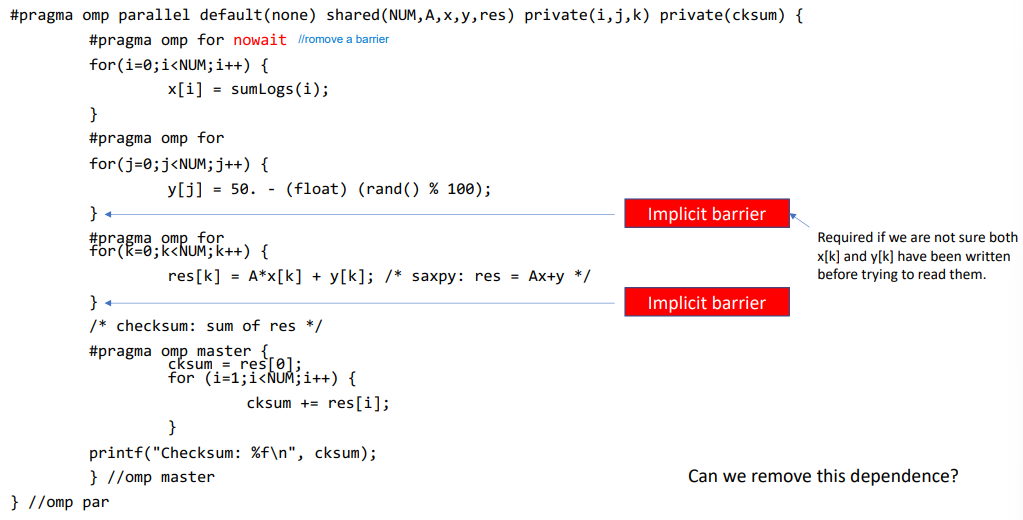 #pragma omp parallel default(none) shared(NUM,A,x,y,res) private(i,j,k) private(cksum) {
#pragma omp for nowait //romove a barrier
for(i=0;i<NUM;i++) {
x[i] = sumLogs(i);
}
#pragma omp for
for(j=0;j<NUM;j++) {
y[j] = 50. - (float) (rand() % 100);
}
Implicit barrier
Required if we are not sure both
x[k] and y[k] have been written
before trying to read them.
#pragma omp for
for(k=0;k<NUM;k++) {
res[k] = A*x[k] + y[k]; /* saxpy: res = Ax+y */
}
Implicit barrier
/* checksum: sum of res */
#pragma omp master {
cksum = res[0];
for (i=1;i<NUM;i++) {
cksum += res[i];
}
printf("Checksum: %f\n", cksum);
} //omp master
Can we remove this dependence?
} //omp par